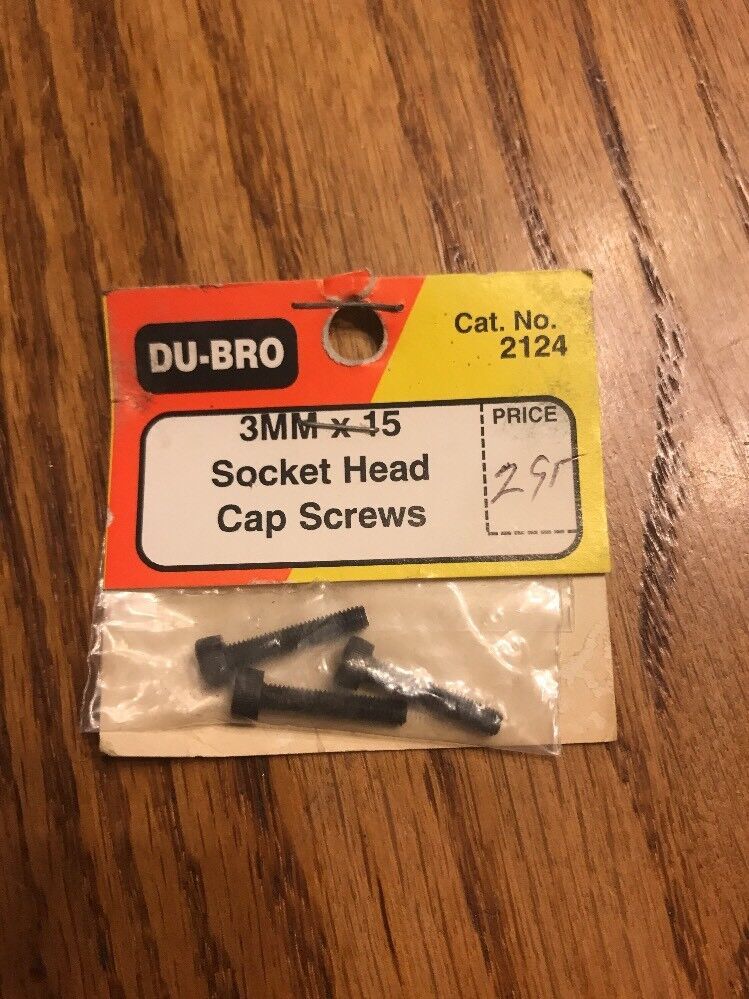 DU-BRO
Cat. No.
2124
3MM x 15
Socket Head
Cap Screws
PRICE
295